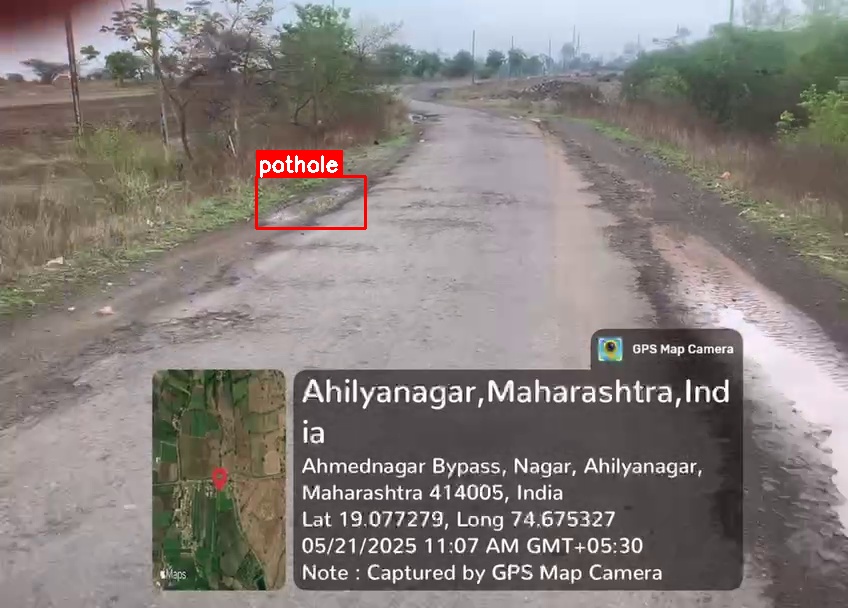 pothole
GPS Map Camera
Ahilyanagar,Maharashtra,Ind
ia
Ahmednagar Bypass, Nagar, Ahilyanagar,
Maharashtra 414005, India
Lat 19.077279, Long 74.675327
05/21/2025 11:07 AM GMT+05:30
Note : Captured by GPS Map Camera
Maps